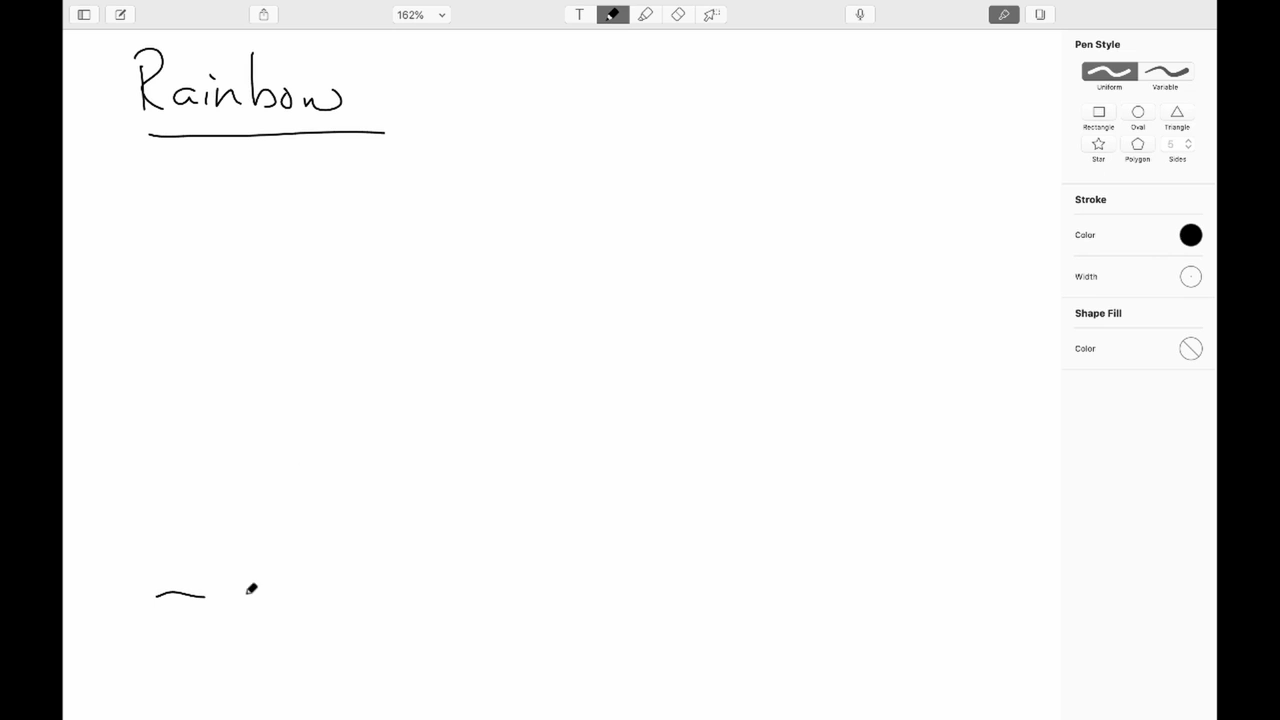 162%
T
Rainbow
Pen Style
Uniform Variable
Rectangle Oval Triangle
5
Star Polygon Sides
Stroke
Color
Width
Shape Fill
Color